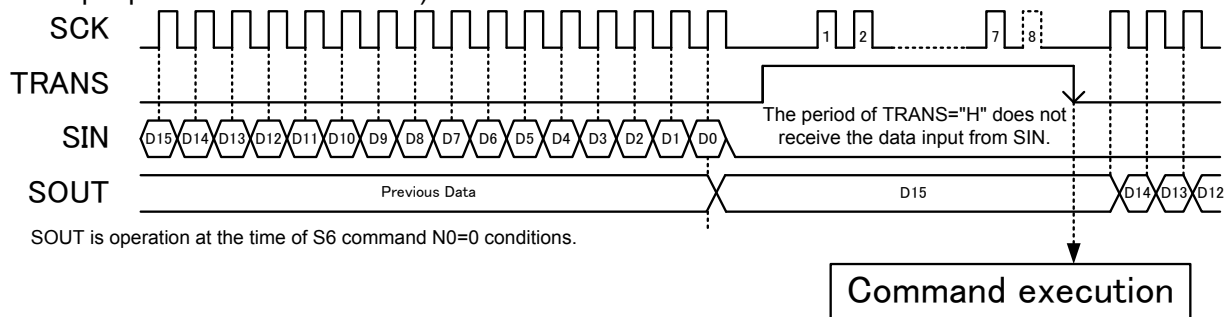 SCK
1 2 7 8
TRANS
The period of TRANS="H" does not
receive the data input from SIN.
SIN
D15 D14 D13 D12 D11 D10 D9 D8 D7 D6 D5 D4 D3 D2 D1 D0
SOUT
Previous Data D15 D14 D13 D12
SOUT is operation at the time of S6 command N0=0 conditions.
Command execution